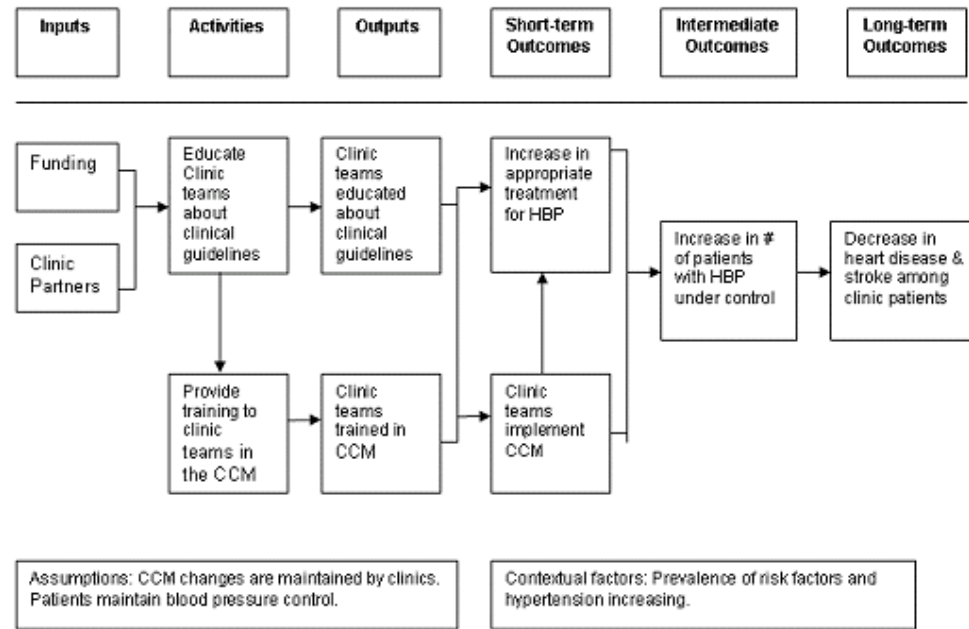 Inputs
Activities
Outputs
Short-term
Outcomes
Intermediate
Outcomes
Long-term
Outcomes
Funding
Clinic
Partners
Educate
Clinic
teams
about
clinical
guidelines
Clinic
teams
educated
about
clinical
guidelines
Increase in
appropriate
treatment
for HBP
Increase in #
of patients
with HBP
under control
Decrease in
heart disease &
stroke among
clinic patients
Provide
training to
clinic
teams in
the CCM
Clinic
teams
trained in
CCM
Clinic
teams
implement
CCM
Assumptions: CCM changes are maintained by clinics.
Patients maintain blood pressure control.
Contextual factors: Prevalence of risk factors and
hypertension increasing.